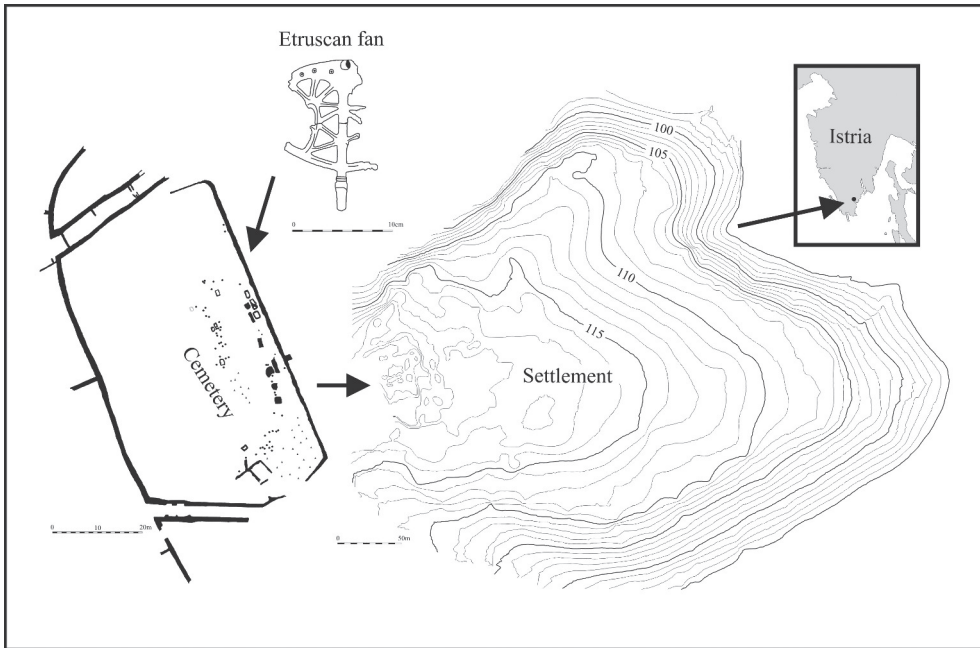 Etruscan fan
0
10cm
100
105
Istria
110
115
Cemetery
Settlement
0
10
20m
0
50m